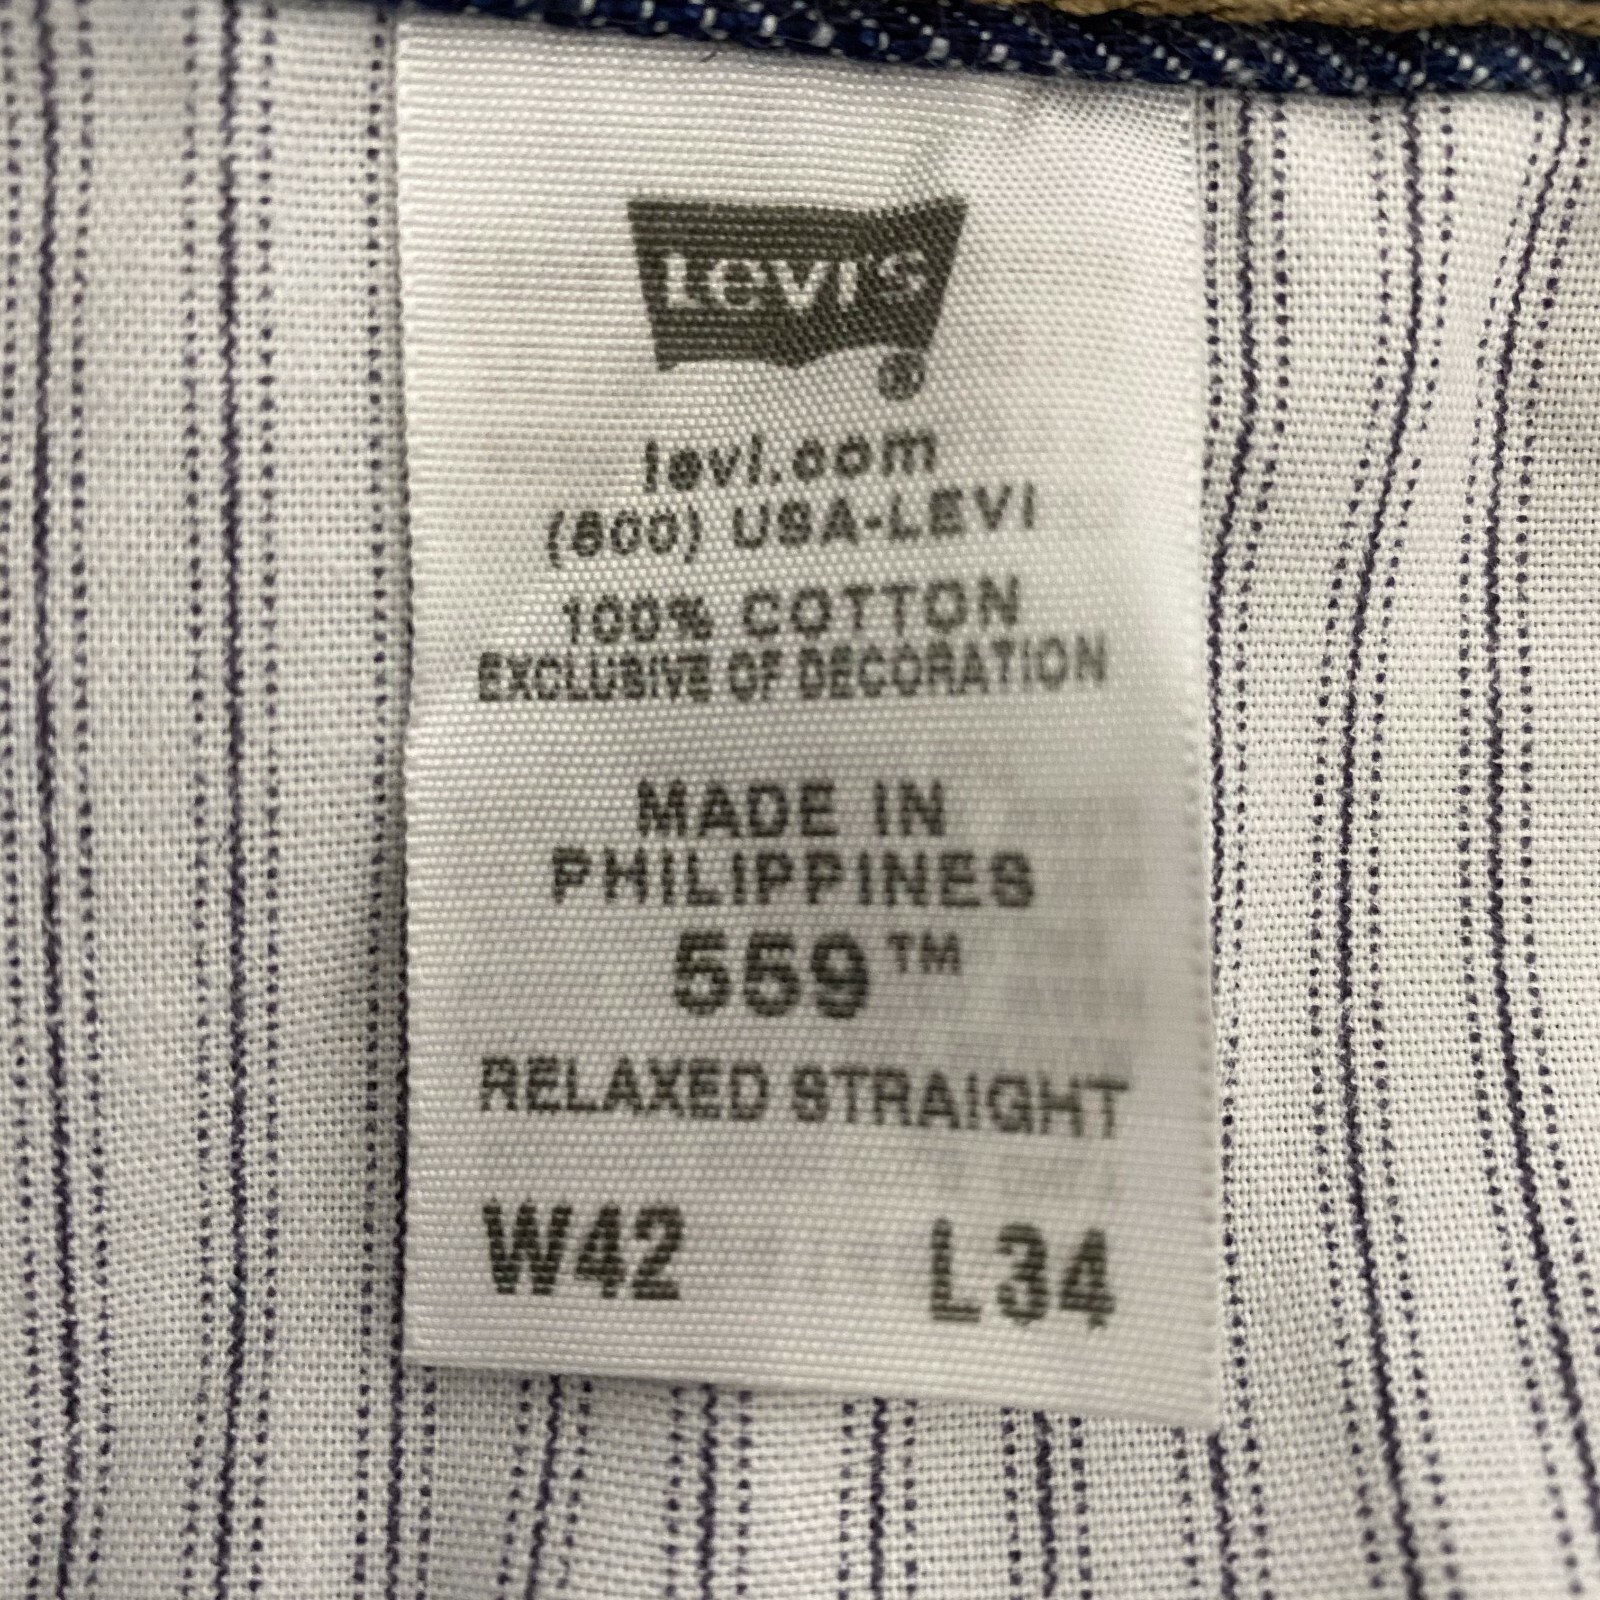 Levi's
®
levi.com
(800) USA-LEVI
100% COTTON
EXCLUSIVE OF DECORATION
MADE IN
PHILIPPINES
559™
RELAXED STRAIGHT
W42 L34